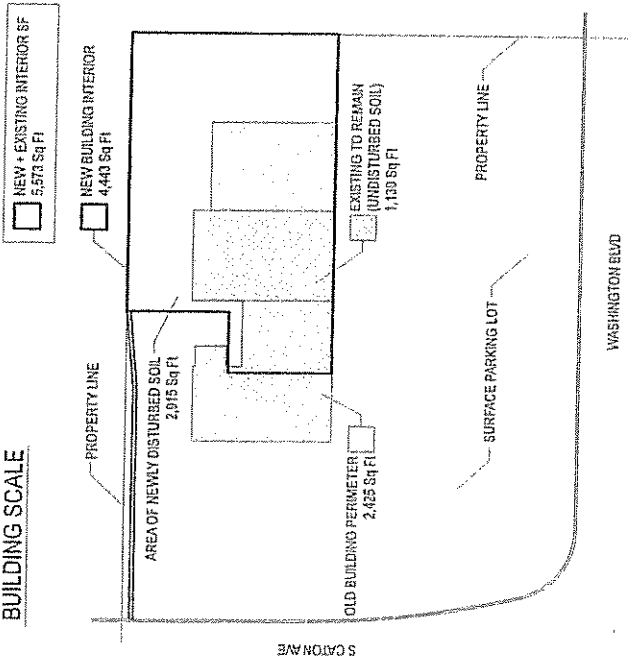 BUILDING SCALE
NEW + EXISTING INTERIOR SF
5,573 Sq Ft
NEW BUILDING INTERIOR
4,443 Sq Ft
PROPERTY LINE
AREA OF NEWLY DISTURBED SOIL
2,915 Sq Ft
EXISTING TO REMAIN
(UNDISTURBED SOIL)
1,130 Sq Ft
OLD BUILDING PERIMETER
2,425 Sq Ft
PROPERTY LINE
SURFACE PARKING LOT
S CATON AVE
WASHINGTON BLVD